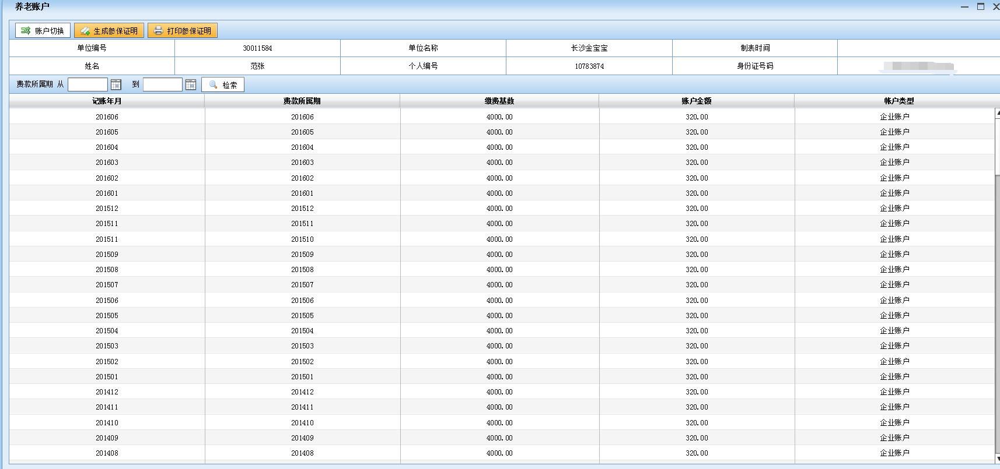 养老账户
账户切换 生成参保证明 打印参保证明
单位编号 30011584 单位名称 长沙金宝宝 制表时间
姓名 范张 个人编号 10783874 身份证号码
费款所属期 从 到 检索
记账年月 费款所属期 缴费基数 账户金额 帐户类型
201606 201606 4000.00 320.00 企业账户
201605 201605 4000.00 320.00 企业账户
201604 201604 4000.00 320.00 企业账户
201603 201603 4000.00 320.00 企业账户
201602 201602 4000.00 320.00 企业账户
201601 201601 4000.00 320.00 企业账户
201512 201512 4000.00 320.00 企业账户
201511 201511 4000.00 320.00 企业账户
201511 201510 4000.00 320.00 企业账户
201509 201509 4000.00 320.00 企业账户
201508 201508 4000.00 320.00 企业账户
201507 201507 4000.00 320.00 企业账户
201506 201506 4000.00 320.00 企业账户
201505 201505 4000.00 320.00 企业账户
201504 201504 4000.00 320.00 企业账户
201503 201503 4000.00 320.00 企业账户
201502 201502 4000.00 320.00 企业账户
201501 201501 4000.00 320.00 企业账户
201412 201412 4000.00 320.00 企业账户
201411 201411 4000.00 320.00 企业账户
201410 201410 4000.00 320.00 企业账户
201409 201409 4000.00 320.00 企业账户
201408 201408 4000.00 320.00 企业账户